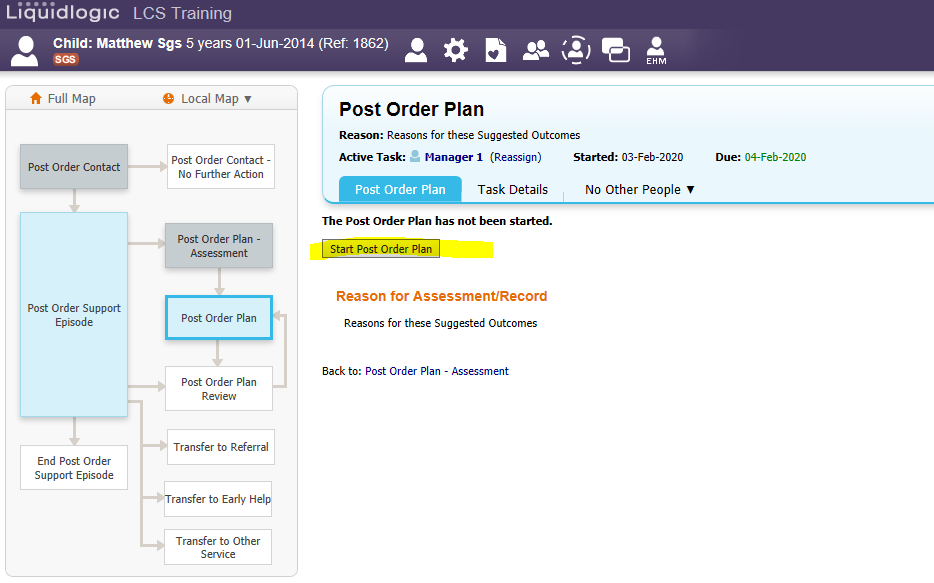 Liquidlogic LCS Training
Child: Matthew Sgs 5 years 01-Jun-2014 (Ref: 1862)
SGS
EHM
Full Map
Local Map ▼
Post Order Contact
Post Order Contact -
No Further Action
Post Order Plan -
Assessment
Post Order Support
Episode
Post Order Plan
Post Order Plan
Review
Transfer to Referral
End Post Order
Support Episode
Transfer to Early Help
Transfer to Other
Service
Post Order Plan
Reason: Reasons for these Suggested Outcomes
Active Task: Manager 1 (Reassign) Started: 03-Feb-2020 Due: 04-Feb-2020
Post Order Plan Task Details No Other People ▼
The Post Order Plan has not been started.
Start Post Order Plan
Reason for Assessment/Record
Reasons for these Suggested Outcomes
Back to: Post Order Plan - Assessment